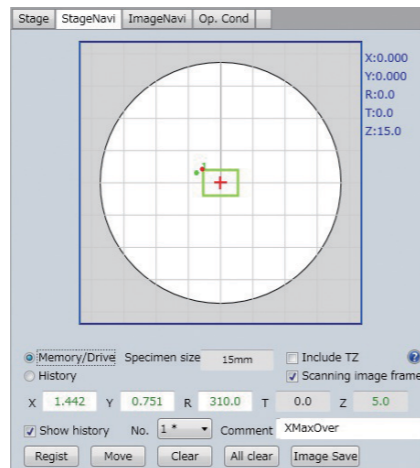 Stage StageNavi ImageNavi Op. Cond
X:0.000
Y:0.000
R:0.0
T:0.0
Z:15.0
Memory/Drive Specimen size 15mm Include TZ ?
History Scanning image frame
X 1.442 Y 0.751 R 310.0 T 0.0 Z 5.0
Show history No. 1 * Comment XMaxOver
Regist Move Clear All clear Image Save